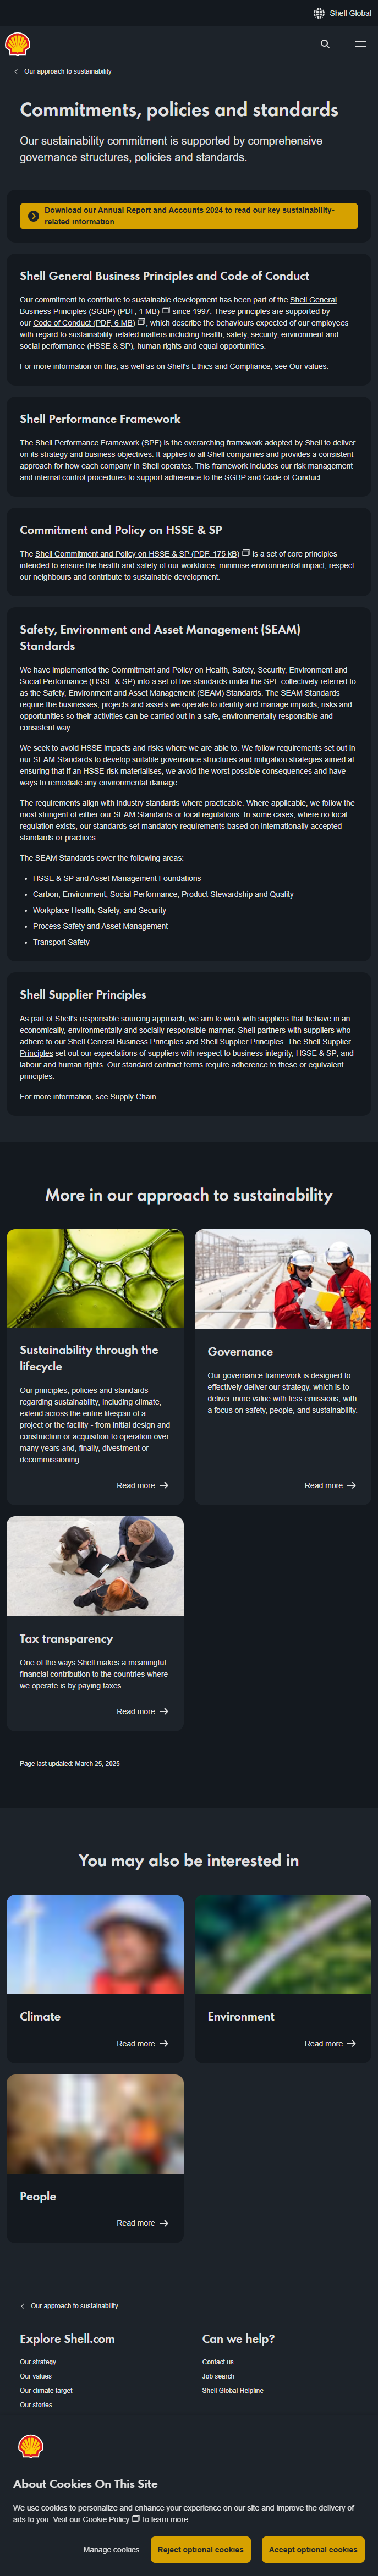 Shell Global
Our approach to sustainability
Commitments, policies and standards
Our sustainability commitment is supported by comprehensive
governance structures, policies and standards.
Download our Annual Report and Accounts 2024 to read our key sustainability-
related information
Shell General Business Principles and Code of Conduct
Our commitment to contribute to sustainable development has been part of the Shell General
Business Principles (SGBP) (PDF, 1 MB) since 1997. These principles are supported by
our Code of Conduct (PDF, 6 MB), which describe the behaviours expected of our employees
with regard to sustainability-related matters including health, safety, security, environment and
social performance (HSSE & SP), human rights and equal opportunities.
For more information on this, as well as on Shell's Ethics and Compliance, see Our values.
Shell Performance Framework
The Shell Performance Framework (SPF) is the overarching framework adopted by Shell to deliver
on its strategy and business objectives. It applies to all Shell companies and provides a consistent
approach for how each company in Shell operates. This framework includes our risk management
and internal control procedures to support adherence to the SGBP and Code of Conduct.
Commitment and Policy on HSSE & SP
The Shell Commitment and Policy on HSSE & SP (PDF, 175 kB) is a set of core principles
intended to ensure the health and safety of our workforce, minimise environmental impact, respect
our neighbours and contribute to sustainable development.
Safety, Environment and Asset Management (SEAM)
Standards
We have implemented the Commitment and Policy on Health, Safety, Security, Environment and
Social Performance (HSSE & SP) into a set of five standards under the SPF collectively referred to
as the Safety, Environment and Asset Management (SEAM) Standards. The SEAM Standards
require the businesses, projects and assets we operate to identify and manage impacts, risks and
opportunities so their activities can be carried out in a safe, environmentally responsible and
consistent way.
We seek to avoid HSSE impacts and risks where we are able to. We follow requirements set out in
our SEAM Standards to develop suitable governance structures and mitigation strategies aimed at
ensuring that if an HSSE risk materialises, we avoid the worst possible consequences and have
ways to remediate any environmental damage.
The requirements align with industry standards where practicable. Where applicable, we follow the
most stringent of either our SEAM Standards or local regulations. In some cases, where no local
regulation exists, our standards set mandatory requirements based on internationally accepted
standards or practices.
The SEAM Standards cover the following areas:
• HSSE & SP and Asset Management Foundations
• Carbon, Environment, Social Performance, Product Stewardship and Quality
• Workplace Health, Safety, and Security
• Process Safety and Asset Management
• Transport Safety
Shell Supplier Principles
As part of Shell's responsible sourcing approach, we aim to work with suppliers that behave in an
economically, environmentally and socially responsible manner. Shell partners with suppliers who
adhere to our Shell General Business Principles and Shell Supplier Principles. The Shell Supplier
Principles set out our expectations of suppliers with respect to business integrity, HSSE & SP, and
labour and human rights. Our standard contract terms require adherence to these or equivalent
principles.
For more information, see Supply Chain.
More in our approach to sustainability
Sustainability through the
lifecycle
Our principles, policies and standards
regarding sustainability, including climate,
extend across the entire lifespan of a
project or the facility - from initial design and
construction or acquisition to operation over
many years and, finally, divestment or
decommissioning.
Read more
Governance
Our governance framework is designed to
effectively deliver our strategy, which is to
deliver more value with less emissions, with
a focus on safety, people, and sustainability.
Read more
Tax transparency
One of the ways Shell makes a meaningful
financial contribution to the countries where
we operate is by paying taxes.
Read more
Page last updated: March 25, 2025
You may also be interested in
Climate
Read more
Environment
Read more
People
Read more
Our approach to sustainability
Explore Shell.com
Our strategy
Our values
Our climate target
Our stories
Can we help?
Contact us
Job search
Shell Global Helpline
About Cookies On This Site
We use cookies to personalize and enhance your experience on our site and improve the delivery of
ads to you. Visit our Cookie Policy to learn more.
Manage cookies
Reject optional cookies
Accept optional cookies